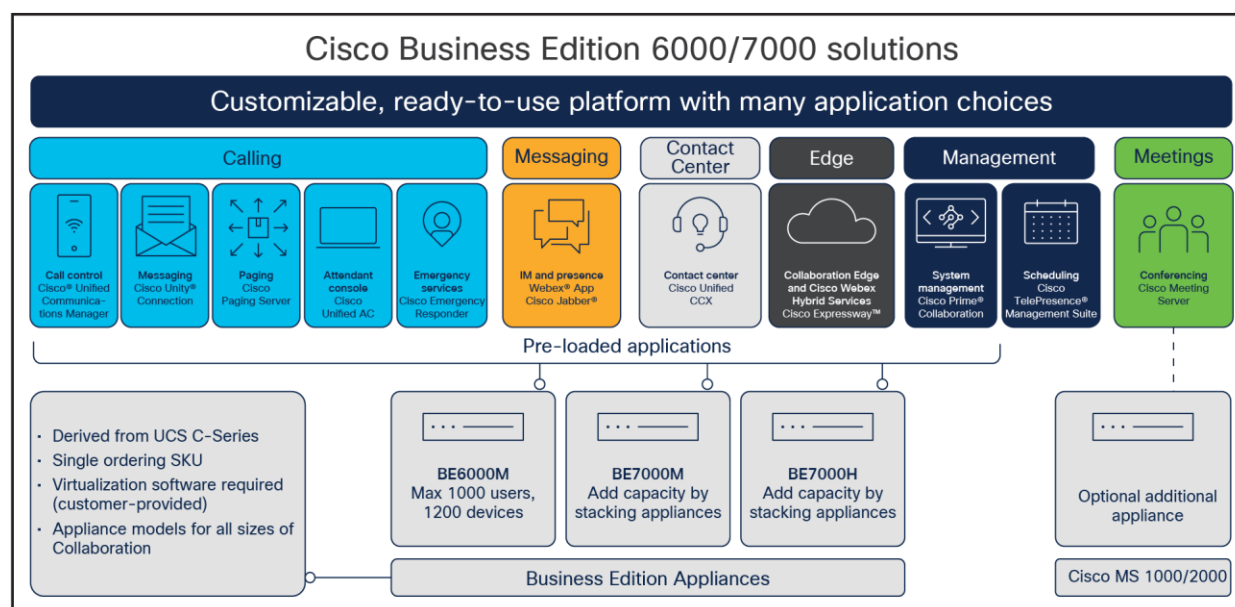 Cisco Business Edition 6000/7000 solutions
Customizable, ready-to-use platform with many application choices
Calling
Messaging
Contact
Center
Edge
Management
Meetings
Call control
Cisco® Unified
Communica-
tions Manager
Messaging
Cisco Unity®
Connection
Paging
Cisco
Paging Server
Attendant
console
Cisco
Unified AC
Emergency
services
Cisco Emergency
Responder
IM and presence
Webex® App
Cisco Jabber®
Contact center
Cisco Unified
CCX
Collaboration Edge
and Cisco Webex
Hybrid Services
Cisco Expressway™
System
management
Cisco Prime®
Collaboration
Scheduling
Cisco
TelePresence®
Management Suite
Conferencing
Cisco Meeting
Server
Pre-loaded applications
· Derived from UCS C-Series
· Single ordering SKU
· Virtualization software required
(customer-provided)
· Appliance models for all sizes of
Collaboration
BE6000M
Max 1000 users,
1200 devices
BE7000M
Add capacity by
stacking appliances
BE7000H
Add capacity by
stacking appliances
Optional additional
appliance
Business Edition Appliances
Cisco MS 1000/2000